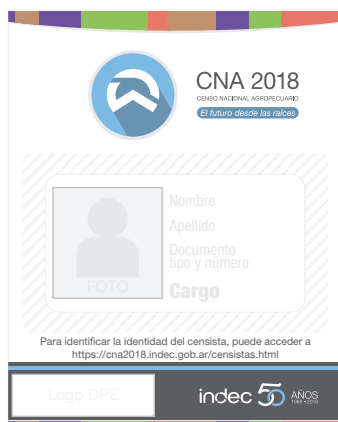 CNA 2018
CENSO NACIONAL AGROPECUARIO
El futuro desde las raíces
Nombre
Apellido
Documento
tipo y número
FOTO
Cargo
Para identificar la identidad del censista, puede acceder a
https://cna2018.indec.gob.ar/censistas.html
Logo DPE
indec 50 AÑOS
1968-2018